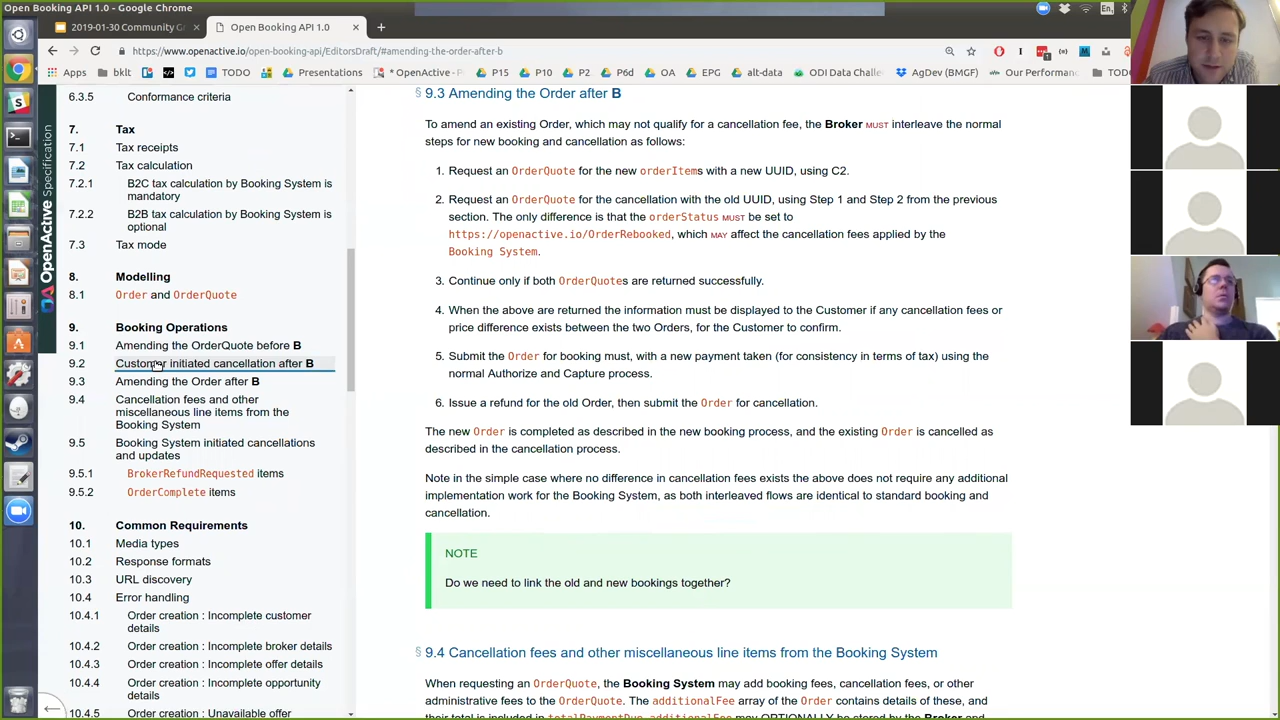 Open Booking API 1.0 - Google Chrome
En
2019-01-30 Community G
Open Booking API 1.0
https://www.openactive.io/open-booking-api/EditorsDraft/#amending-the-order-after-b
Apps
bklt
TODO
Presentations
* OpenActive -
P15
P10
P2
P6d
OA
EPG
alt-data
ODI Data Challe
AgDev (BMGF)
Our Performan
TODO
OpenActive Specification
6.3.5 Conformance criteria
7. Tax
7.1 Tax receipts
7.2 Tax calculation
7.2.1 B2C tax calculation by Booking System is
mandatory
7.2.2 B2B tax calculation by Booking System is
optional
7.3 Tax mode
8. Modelling
8.1 Order and OrderQuote
9. Booking Operations
9.1 Amending the OrderQuote before B
9.2 Customer initiated cancellation after B
9.3 Amending the Order after B
9.4 Cancellation fees and other
miscellaneous line items from the
Booking System
9.5 Booking System initiated cancellations
and updates
9.5.1 BrokerRefundRequested items
9.5.2 OrderComplete items
10. Common Requirements
10.1 Media types
10.2 Response formats
10.3 URL discovery
10.4 Error handling
10.4.1 Order creation : Incomplete customer
details
10.4.2 Order creation : Incomplete broker details
10.4.3 Order creation : Incomplete offer details
10.4.4 Order creation : Incomplete opportunity
details
10.4.5 Order creation : Unavailable offer
§ 9.3 Amending the Order after B
To amend an existing Order, which may not qualify for a cancellation fee, the Broker MUST interleave the normal
steps for new booking and cancellation as follows:
1. Request an OrderQuote for the new orderItems with a new UUID, using C2.
2. Request an OrderQuote for the cancellation with the old UUID, using Step 1 and Step 2 from the previous
section. The only difference is that the orderStatus MUST be set to
https://openactive.io/OrderRebooked, which MAY affect the cancellation fees applied by the
Booking System.
3. Continue only if both OrderQuotes are returned successfully.
4. When the above are returned the information must be displayed to the Customer if any cancellation fees or
price difference exists between the two Orders, for the Customer to confirm.
5. Submit the Order for booking must, with a new payment taken (for consistency in terms of tax) using the
normal Authorize and Capture process.
6. Issue a refund for the old Order, then submit the Order for cancellation.
The new Order is completed as described in the new booking process, and the existing Order is cancelled as
described in the cancellation process.
Note in the simple case where no difference in cancellation fees exists the above does not require any additional
implementation work for the Booking System, as both interleaved flows are identical to standard booking and
cancellation.
NOTE
Do we need to link the old and new bookings together?
§ 9.4 Cancellation fees and other miscellaneous line items from the Booking System
When requesting an OrderQuote, the Booking System may add booking fees, cancellation fees, or other
administrative fees to the OrderQuote. The additionalFee array of the Order contains details of these, and
their total is included in totalPaymentDue. additionalFee may OPTIONALLY be stored by the Broker and